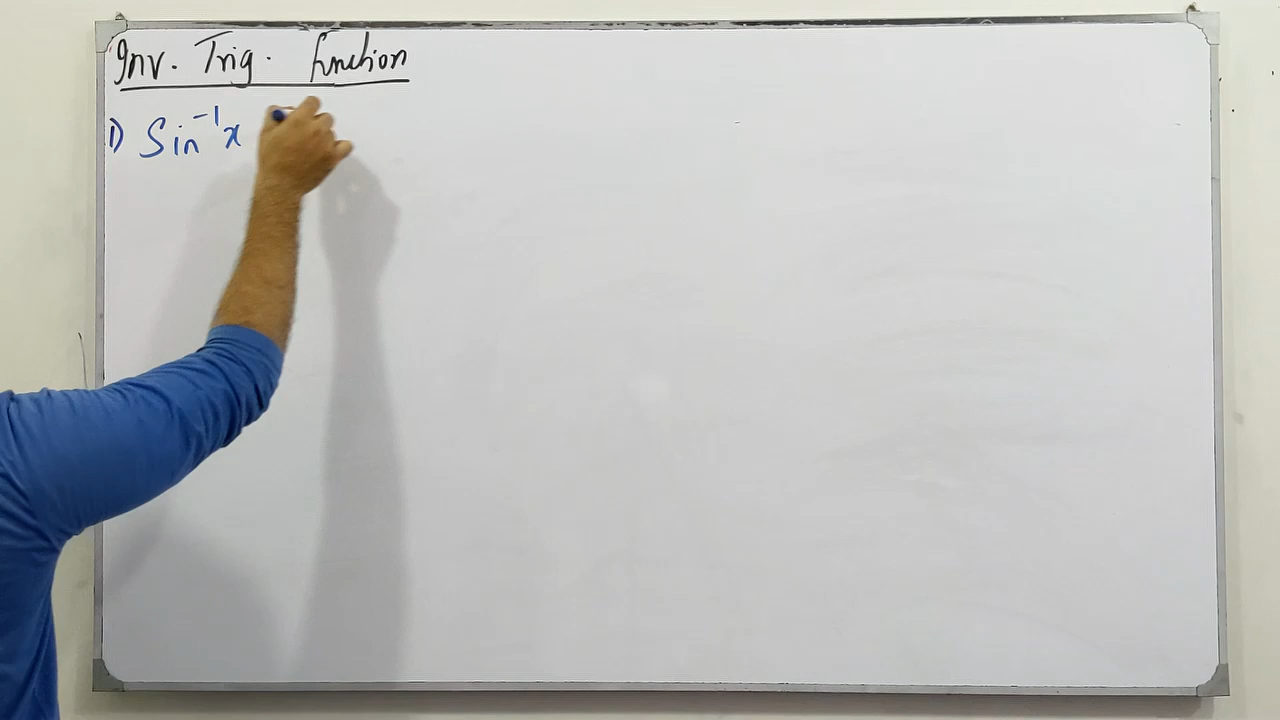 Inv. Trig. function
1) Sin⁻¹x